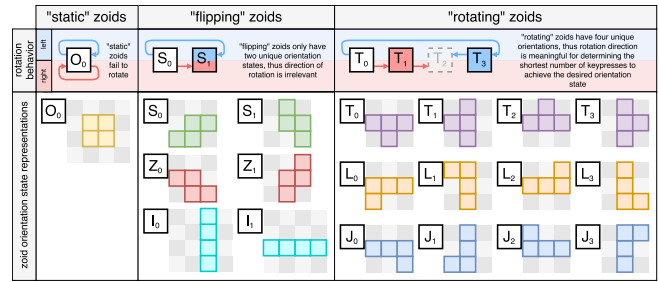 "static" zoids
"flipping" zoids
"rotating" zoids
rotation
behavior
left
right
O0
"static"
zoids
fail to
rotate
S0
S1
"flipping" zoids only have
two unique orientation
states, thus direction of
rotation is irrelevant
T0
T1
T2
T3
"rotating" zoids have four unique
orientations, thus rotation direction
is meaningful for determining the
shortest number of keypresses to
achieve the desired orientation
state
zoid orientation state representations
O0
S0
S1
Z0
Z1
I0
I1
T0
T1
T2
T3
L0
L1
L2
L3
J0
J1
J2
J3